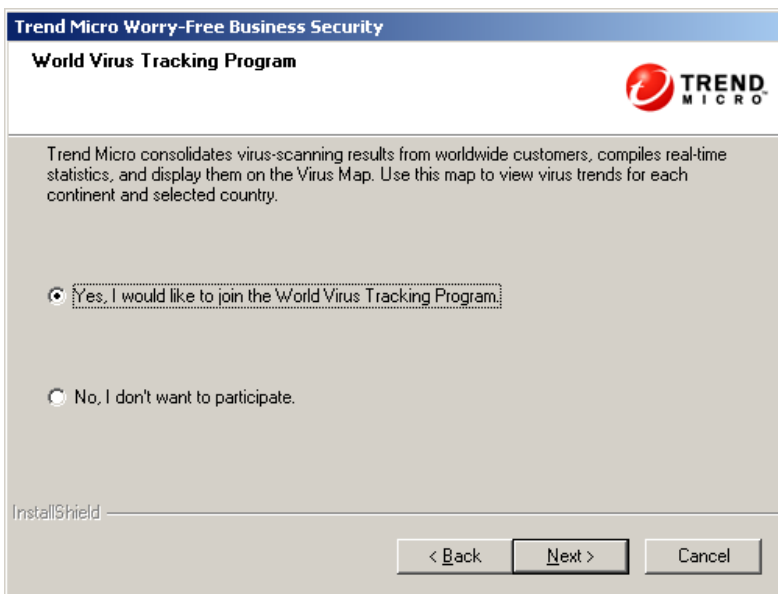 Trend Micro Worry-Free Business Security
World Virus Tracking Program
TREND
MICRO
Trend Micro consolidates virus-scanning results from worldwide customers, compiles real-time
statistics, and display them on the Virus Map. Use this map to view virus trends for each
continent and selected country.
Yes, I would like to join the World Virus Tracking Program.
No, I don't want to participate.
InstallShield
< Back
Next >
Cancel